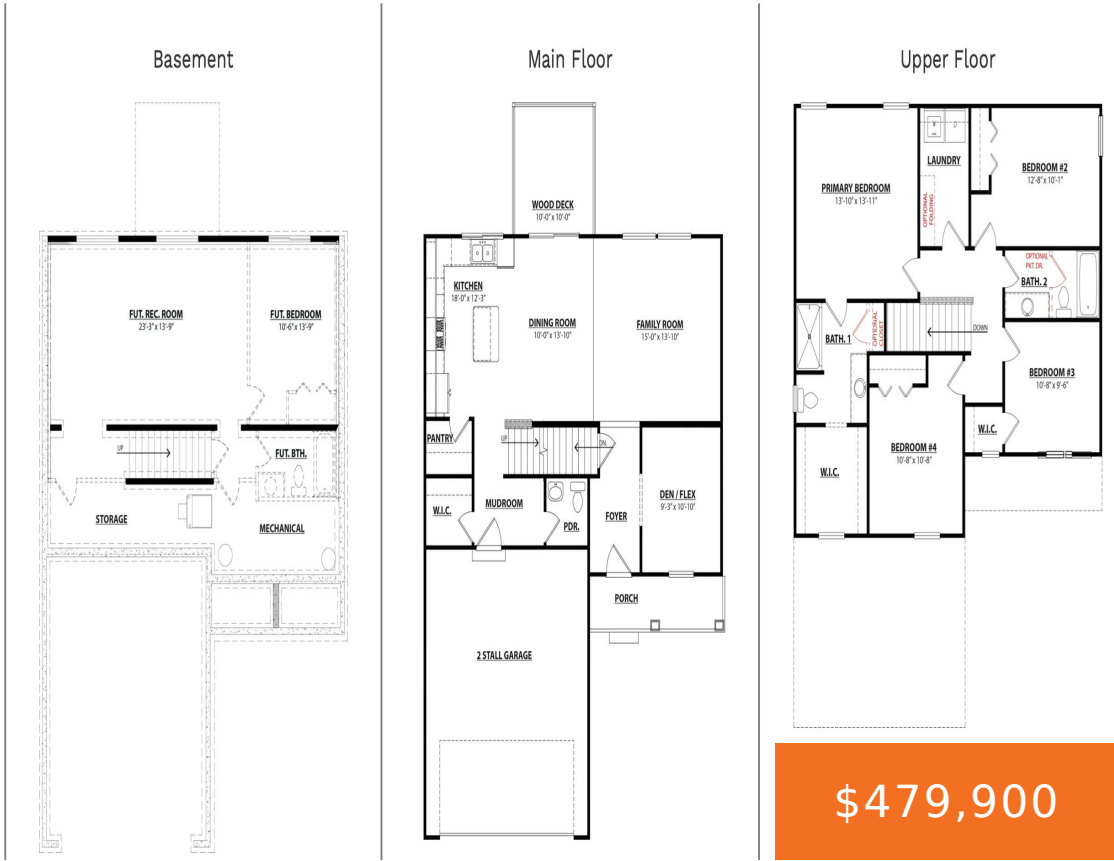 Basement
FUT. REC. ROOM
23'-3" x 13'-9"
FUT. BEDROOM
10'-6" x 13'-9"
UP
FUT. BTH.
STORAGE
MECHANICAL
Main Floor
WOOD DECK
10'-0" x 10'-0"
KITCHEN
18'-0" x 12'-3"
DINING ROOM
10'-0" x 13'-10"
FAMILY ROOM
15'-0" x 13'-10"
PANTRY
UP
DN.
W.I.C.
MUDROOM
PDR.
FOYER
DEN / FLEX
9'-3" x 10'-10"
PORCH
2 STALL GARAGE
Upper Floor
PRIMARY BEDROOM
13'-10" x 13'-11"
LAUNDRY
OPTIONAL
FOLDING
BEDROOM #2
12'-8" x 10'-1"
OPTIONAL
PKT. DR.
BATH. 2
BATH. 1
OPTIONAL
CLOSET
DOWN
BEDROOM #3
10'-8" x 9'-6"
W.I.C.
BEDROOM #4
10'-8" x 10'-8"
W.I.C.
$479,900